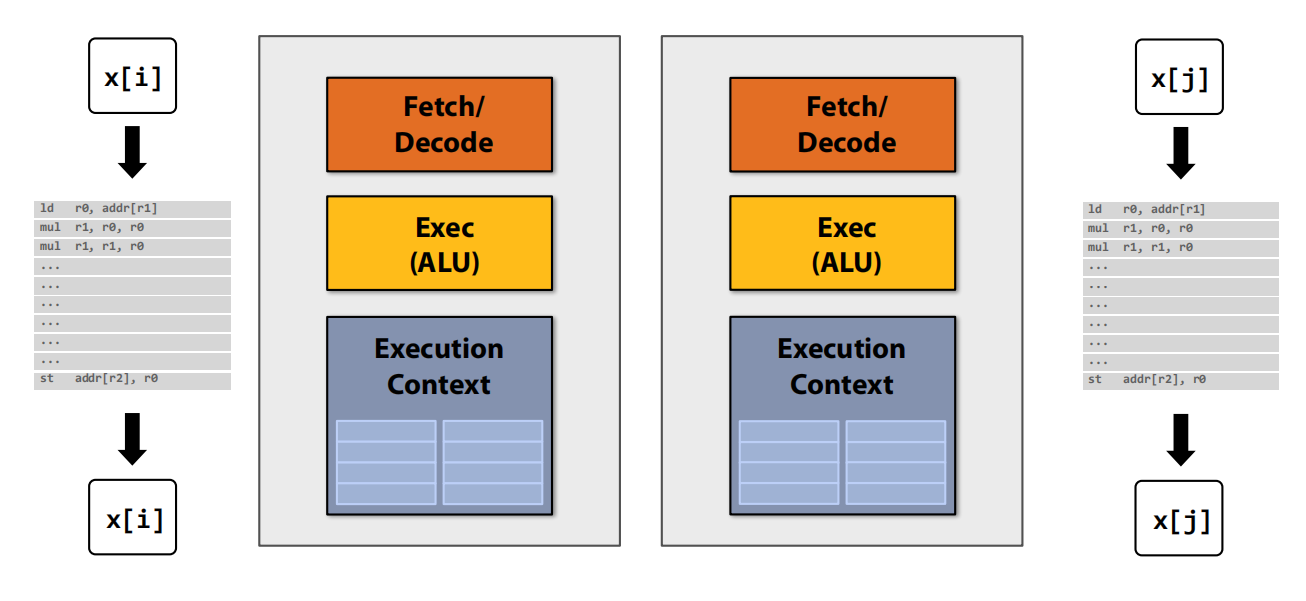 x[i]
ld r0, addr[r1]
mul r1, r0, r0
mul r1, r1, r0
...
...
...
...
...
...
st addr[r2], r0
x[i]
Fetch/
Decode
Exec
(ALU)
Execution
Context
Fetch/
Decode
Exec
(ALU)
Execution
Context
x[j]
ld r0, addr[r1]
mul r1, r0, r0
mul r1, r1, r0
...
...
...
...
...
...
st addr[r2], r0
x[j]